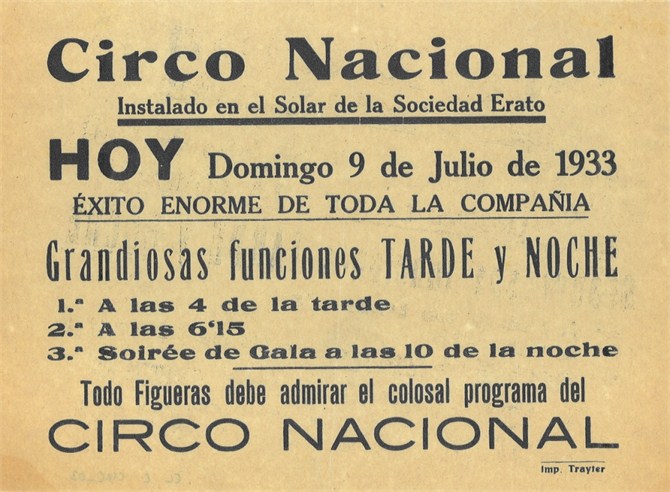 Circo Nacional
Instalado en el Solar de la Sociedad Erato
HOY Domingo 9 de Julio de 1933
ÉXITO ENORME DE TODA LA COMPAÑIA
Grandiosas funciones TARDE y NOCHE
1.ª A las 4 de la tarde
2.ª A las 6'15
3.ª Soirée de Gala a las 10 de la noche
Todo Figueras debe admirar el colosal programa del
CIRCO NACIONAL
Imp. Trayter